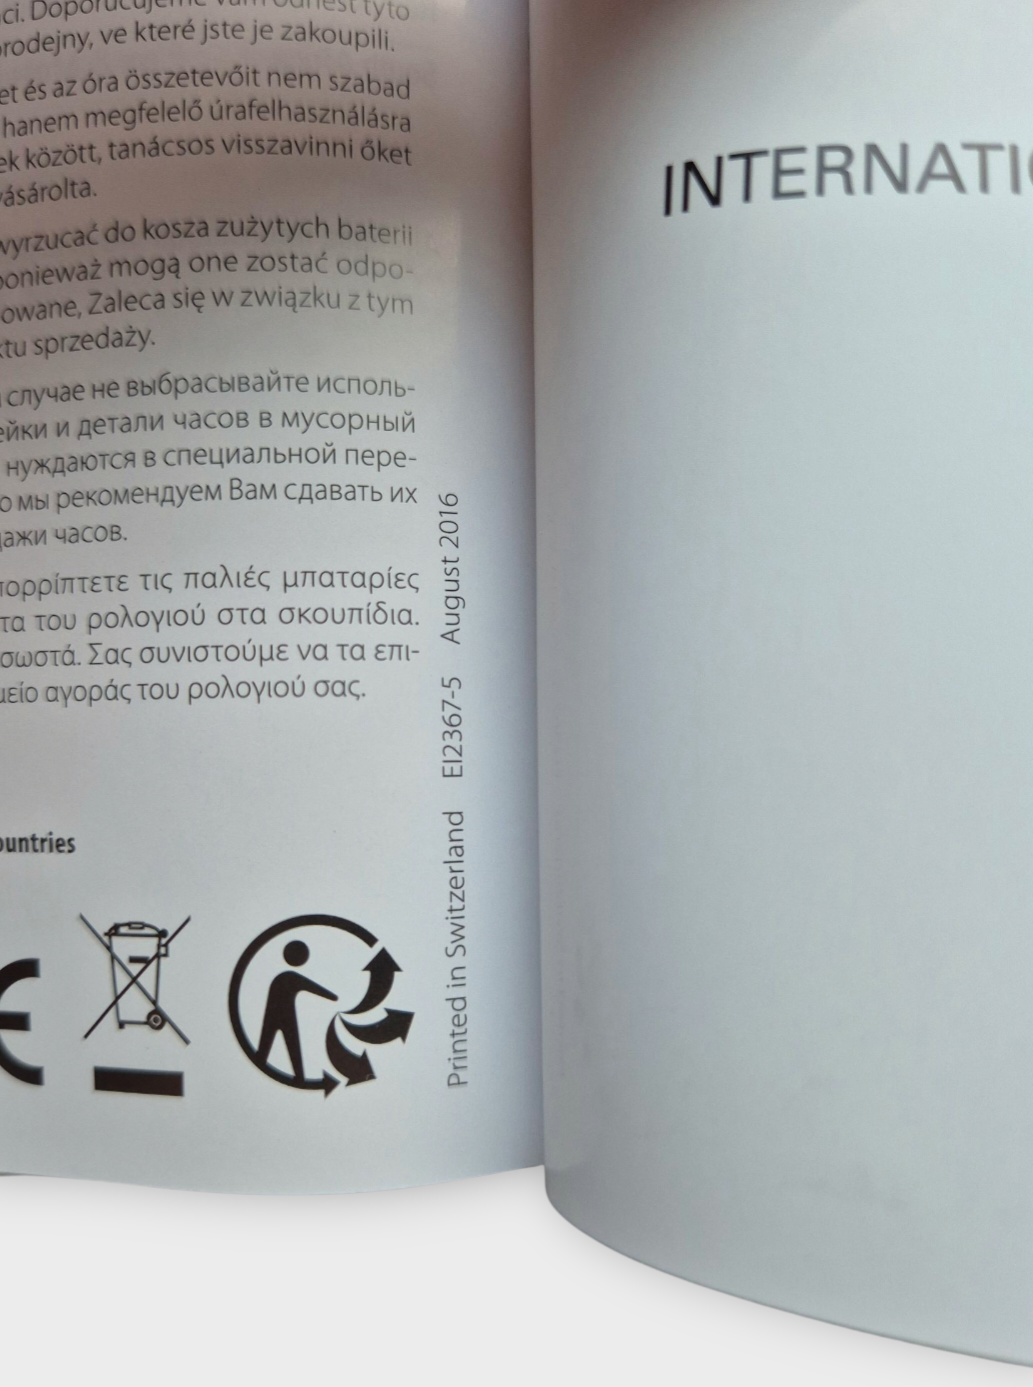 ci. Doporučujeme Vám odnést tyto
prodejny, ve které jste je zakoupili.
et és az óra összetevőit nem szabad
hanem megfelelő úrafelhasználásra
ek között, tanácsos visszavinni őket
vásárolta.
wyrzucać do kosza zużytych baterii
ponieważ mogą one zostać odpo-
owane, Zaleca się w związku z tym
ktu sprzedaży.
случае не выбрасывайте исполь-
ейки и детали часов в мусорный
нуждаются в специальной пере-
о мы рекомендуем Вам сдавать их
дажи часов.
πορρίπτετε τις παλιές μπαταρίες
τα του ρολογιού στα σκουπίδια.
σωστά. Σας συνιστούμε να τα επι-
μείο αγοράς του ρολογιού σας.
ountries
CE
Printed in Switzerland EI2367-5 August 2016
INTERNATIO